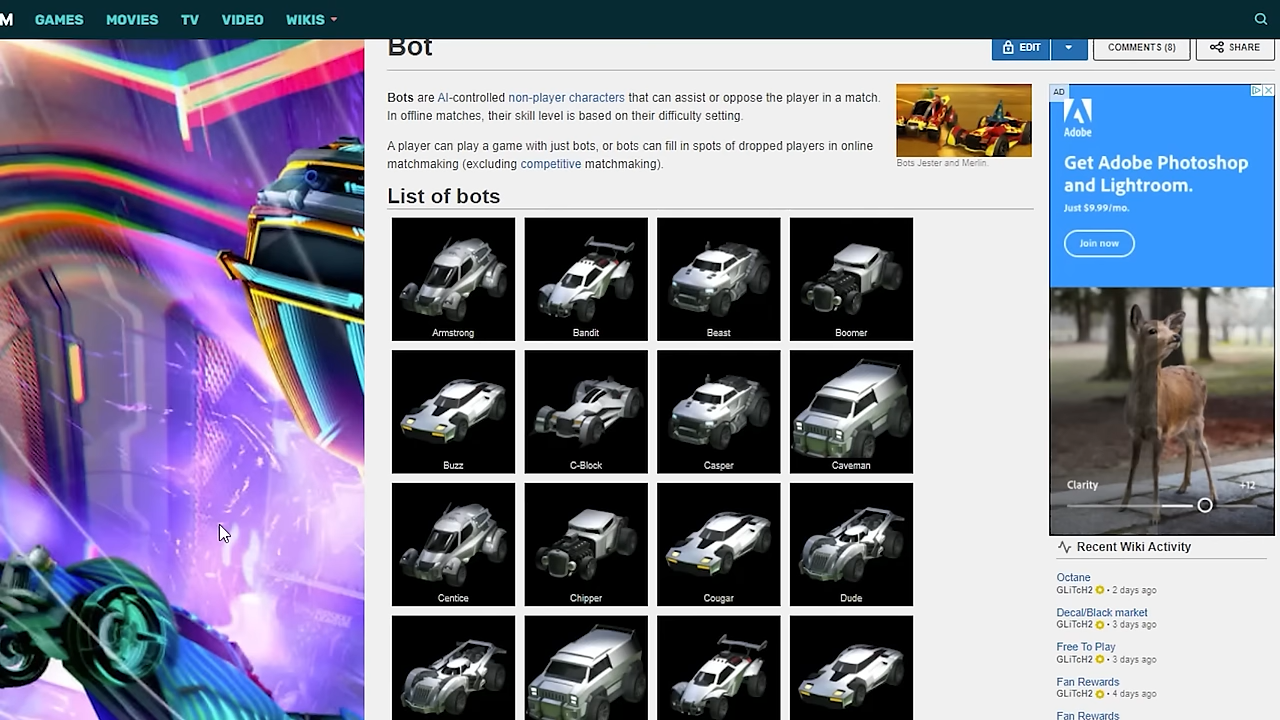 M GAMES MOVIES TV VIDEO WIKIS
Bot
EDIT
COMMENTS (8)
SHARE
Bots are AI-controlled non-player characters that can assist or oppose the player in a match.
In offline matches, their skill level is based on their difficulty setting.
A player can play a game with just bots, or bots can fill in spots of dropped players in online
matchmaking (excluding competitive matchmaking).
Bots Jester and Merlin.
List of bots
Armstrong
Bandit
Beast
Boomer
Buzz
C-Block
Casper
Caveman
Centice
Chipper
Cougar
Dude
AD
Adobe
Get Adobe Photoshop
and Lightroom.
Just $9.99/mo.
Join now
Clarity +12
Recent Wiki Activity
Octane
GLiTcH2 • 2 days ago
Decal/Black market
GLiTcH2 • 3 days ago
Free To Play
GLiTcH2 • 3 days ago
Fan Rewards
GLiTcH2 • 4 days ago
Fan Rewards